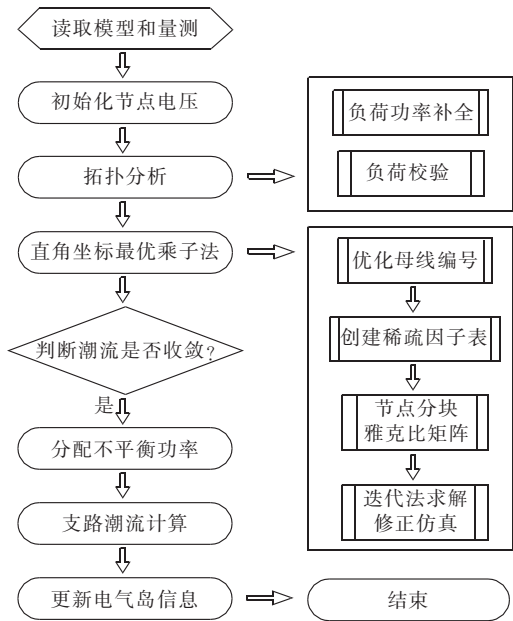 读取模型和量测
初始化节点电压
拓扑分析
负荷功率补全
负荷校验
直角坐标最优乘子法
优化母线编号
创建稀疏因子表
节点分块
雅克比矩阵
迭代法求解
修正仿真
判断潮流是否收敛?
是
分配不平衡功率
支路潮流计算
更新电气岛信息
结束